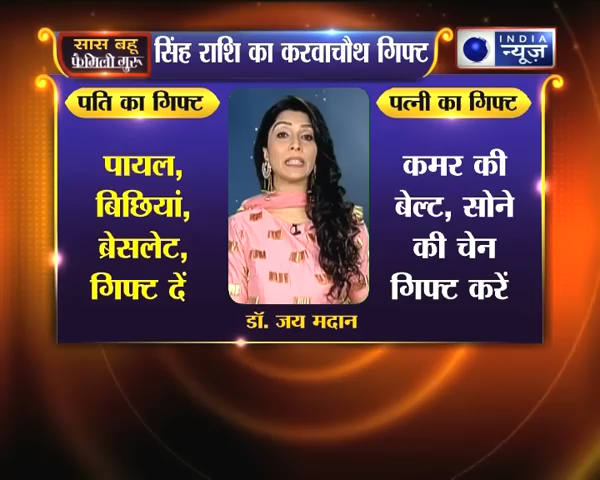 सास बहू
फ़ेमिली गुरू
सिंह राशि का करवाचौथ गिफ्ट
INDIA
न्यूज़
पति का गिफ्ट
पायल,
बिछियां,
ब्रेसलेट,
गिफ्ट दें
डॉ. जय मदान
पत्नी का गिफ्ट
कमर की
बेल्ट, सोने
की चेन
गिफ्ट करें